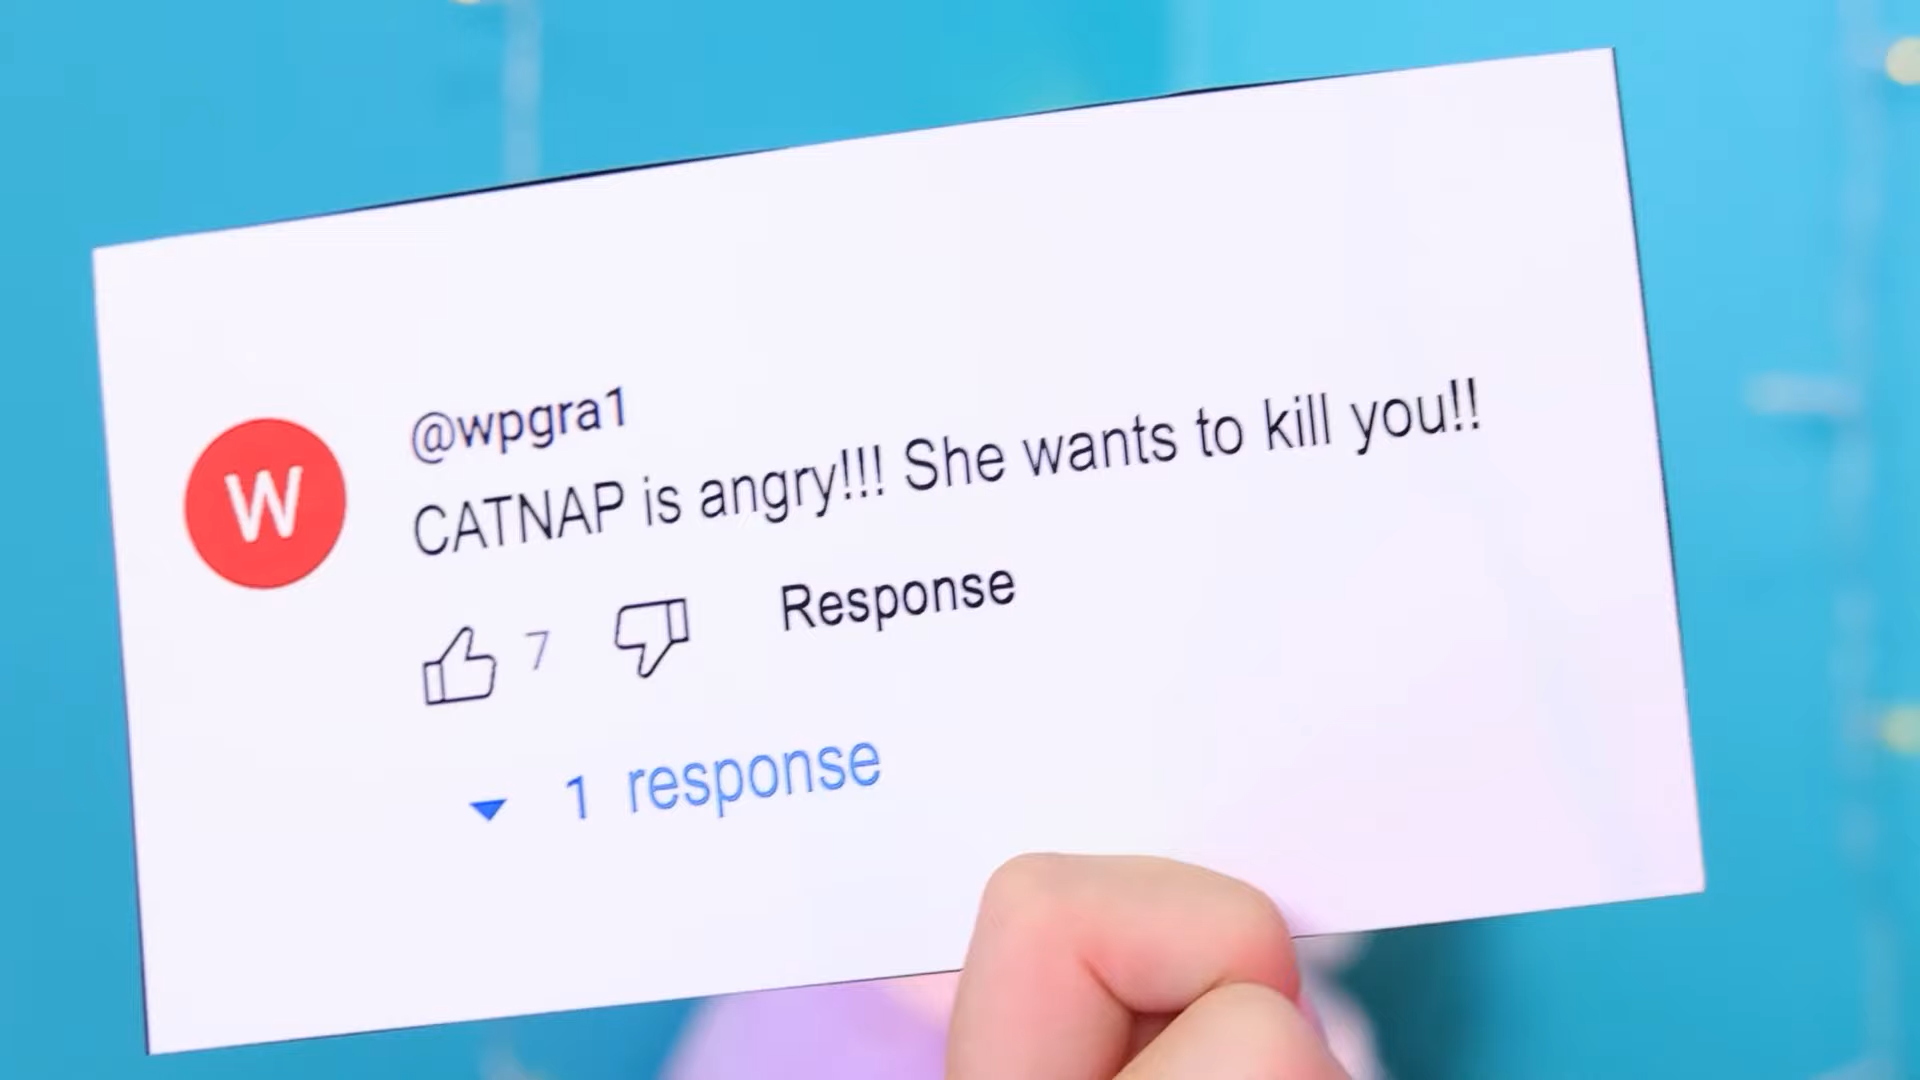 W
@wpgra1
CATNAP is angry!!! She wants to kill you!!
7
Response
1 response